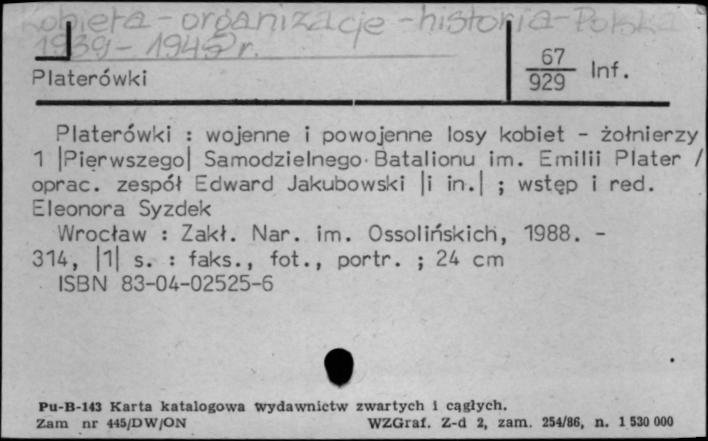 Kobieta - organizacje - historia - Polska
1939 - 1945 r.
67
929 Inf.
Platerówki
Platerówki : wojenne i powojenne losy kobiet - żołnierzy
1 |Pierwszego| Samodzielnego Batalionu im. Emilii Plater /
oprac. zespół Edward Jakubowski |i in.| ; wstęp i red.
Eleonora Syzdek
Wrocław : Zakł. Nar. im. Ossolińskich, 1988. -
314, |1| s. : faks., fot., portr. ; 24 cm
ISBN 83-04-02525-6
Pu-B-143 Karta katalogowa wydawnictw zwartych i cągłych.
Zam nr 445/DW/ON WZGraf. Z-d 2, zam. 254/86, n. 1 530 000